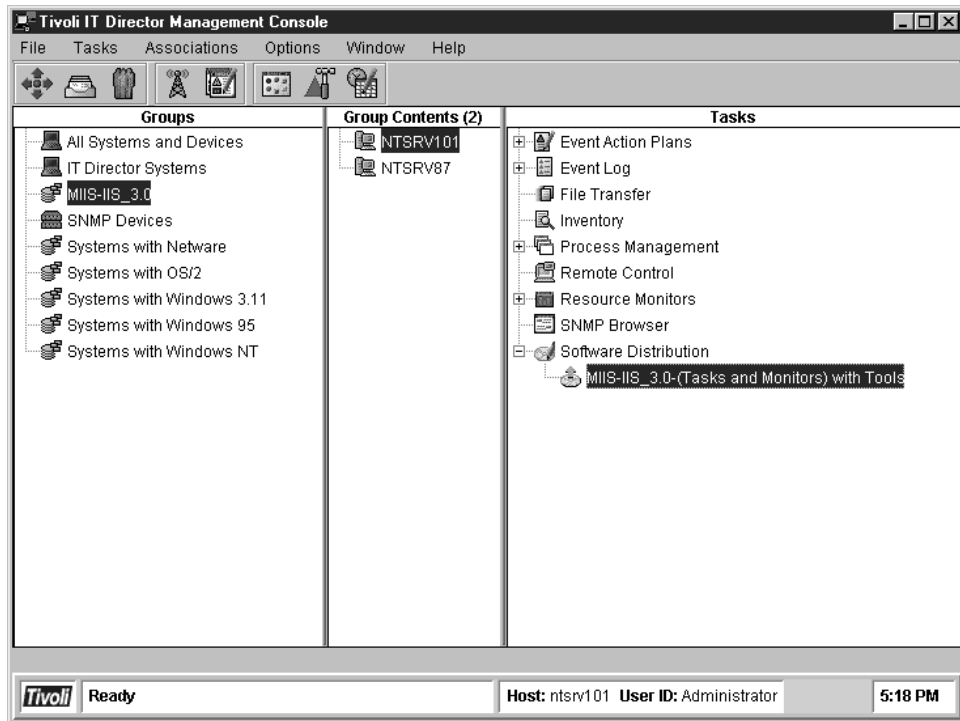 Tivoli IT Director Management Console
File Tasks Associations Options Window Help
Groups
All Systems and Devices
IT Director Systems
MIIS-IIS_3.0
SNMP Devices
Systems with Netware
Systems with OS/2
Systems with Windows 3.11
Systems with Windows 95
Systems with Windows NT
Group Contents (2)
NTSRV101
NTSRV87
Tasks
Event Action Plans
Event Log
File Transfer
Inventory
Process Management
Remote Control
Resource Monitors
SNMP Browser
Software Distribution
MIIS-IIS_3.0-(Tasks and Monitors) with Tools
Tivoli Ready Host: ntsrv101 User ID: Administrator 5:18 PM